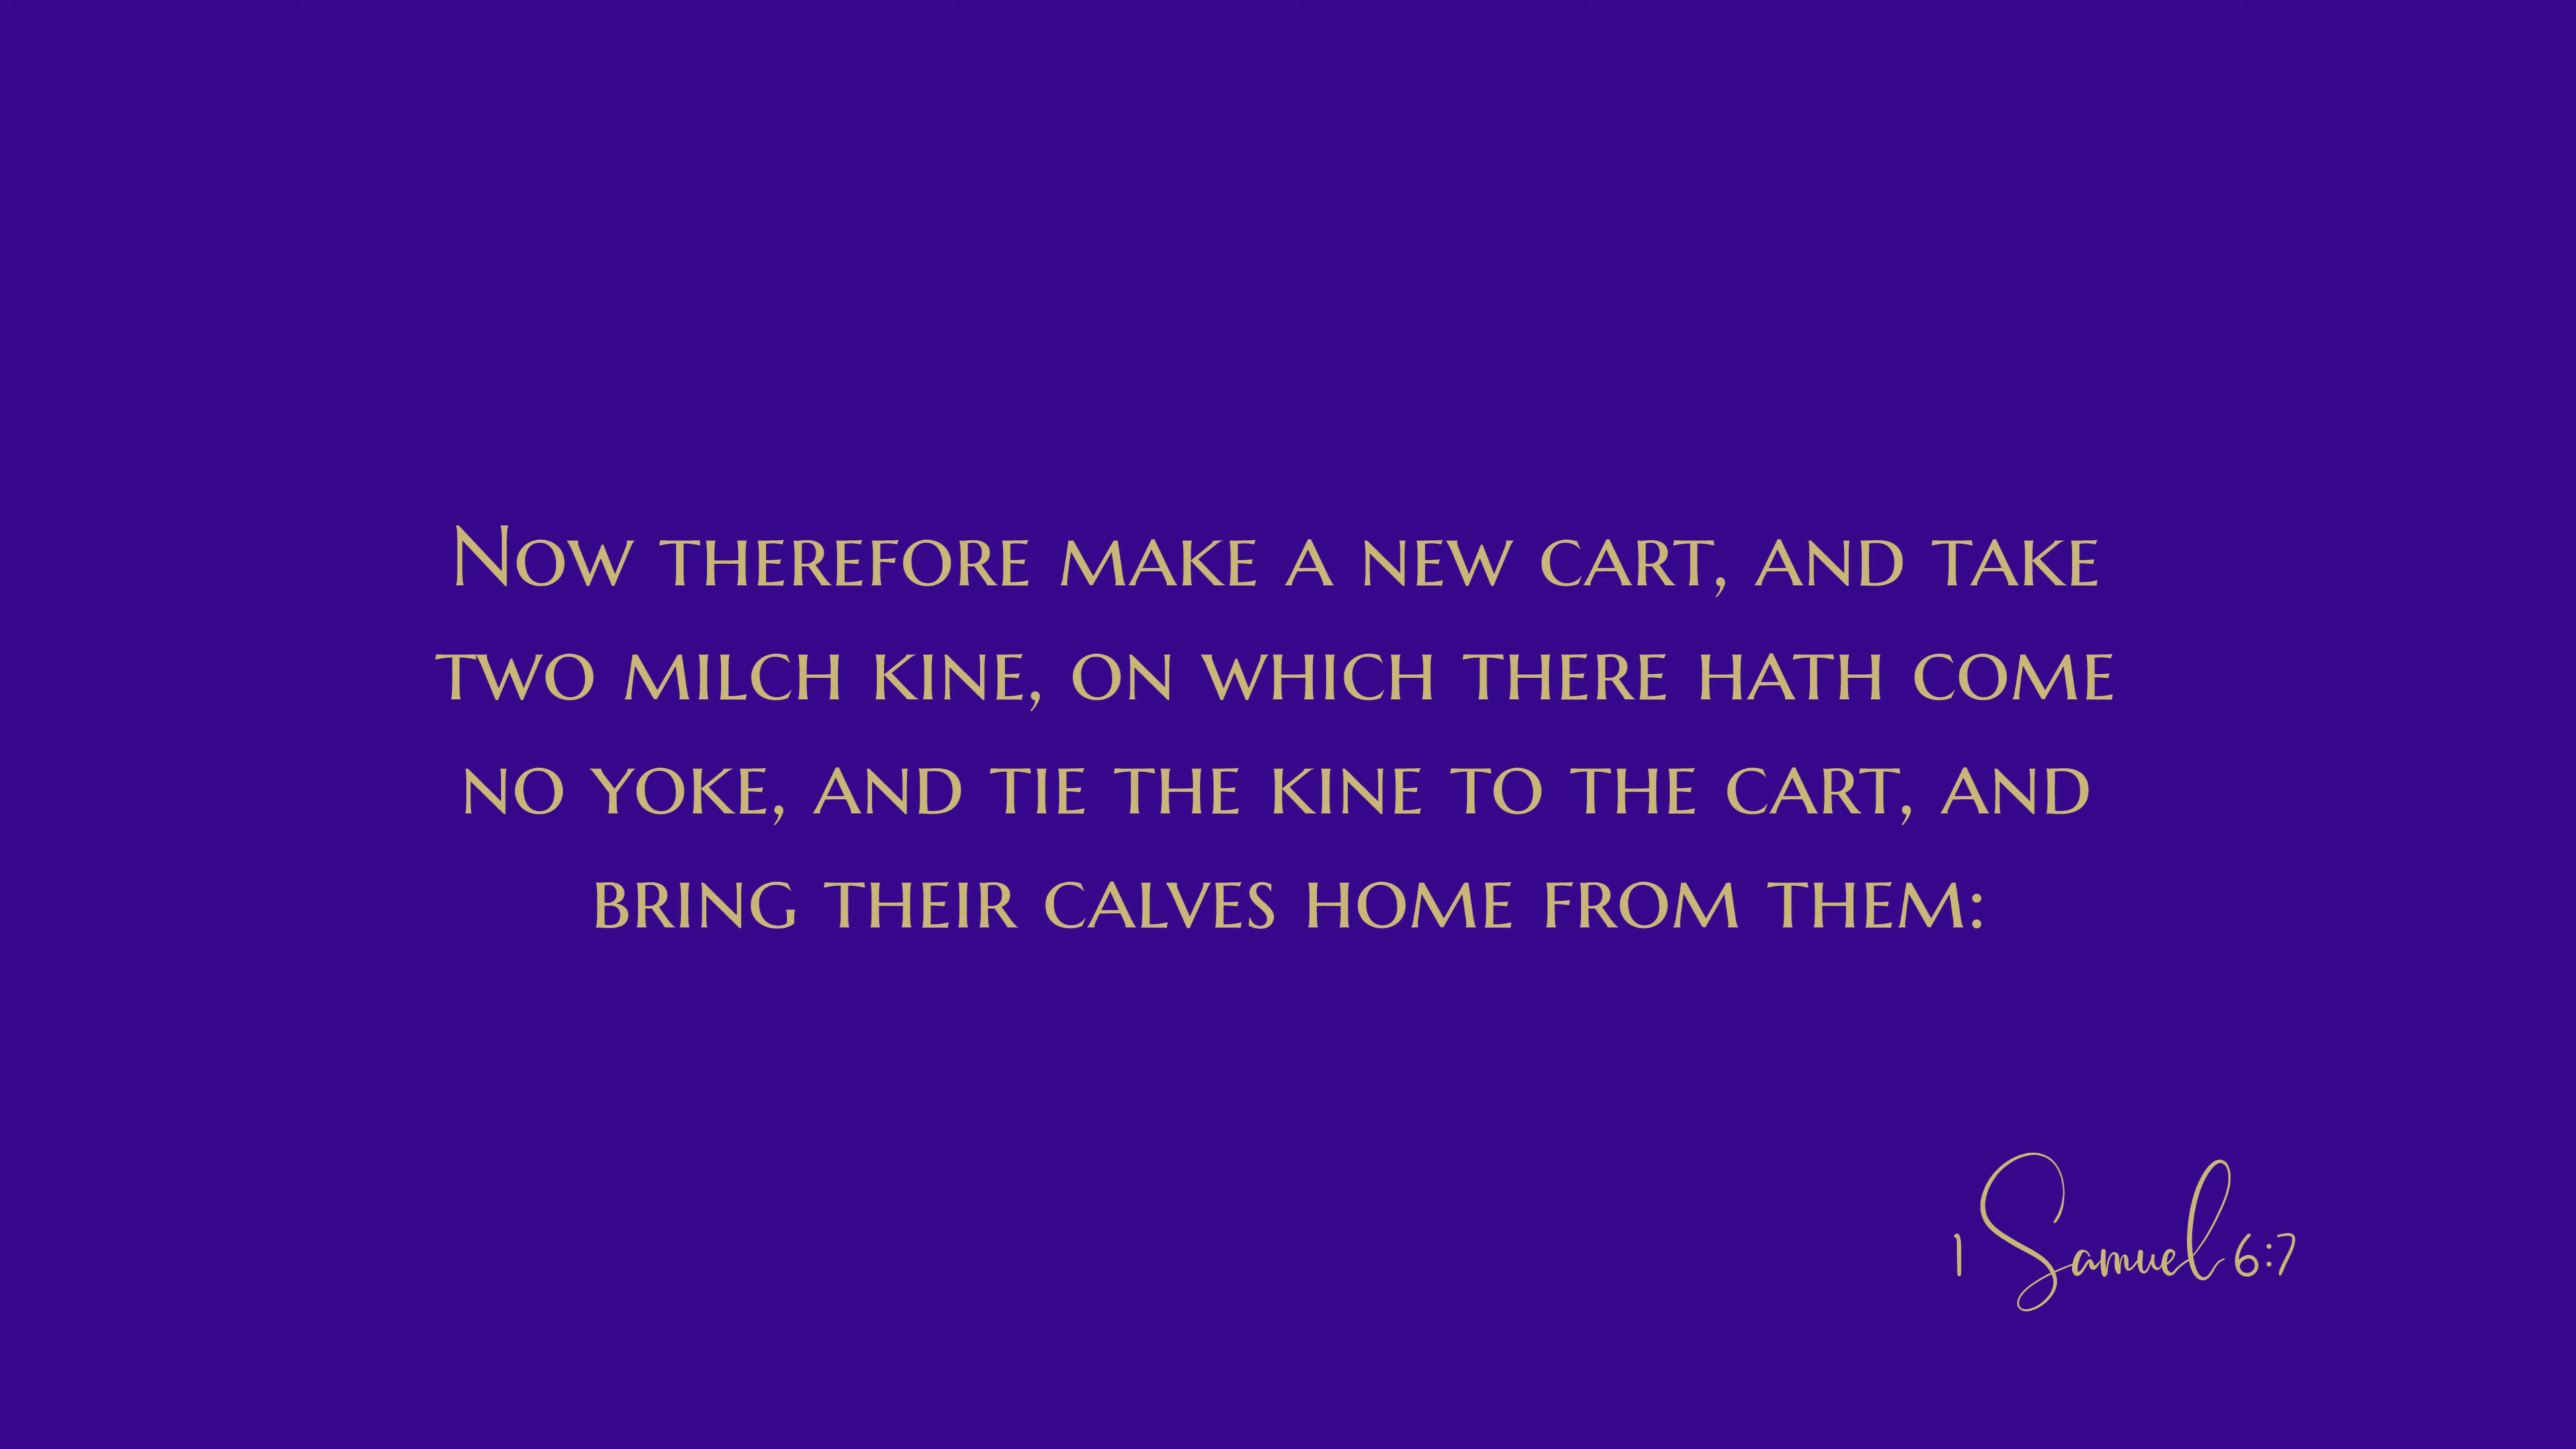 Now therefore make a new cart, and take
two milch kine, on which there hath come
no yoke, and tie the kine to the cart, and
bring their calves home from them:
1 Samuel 6:7